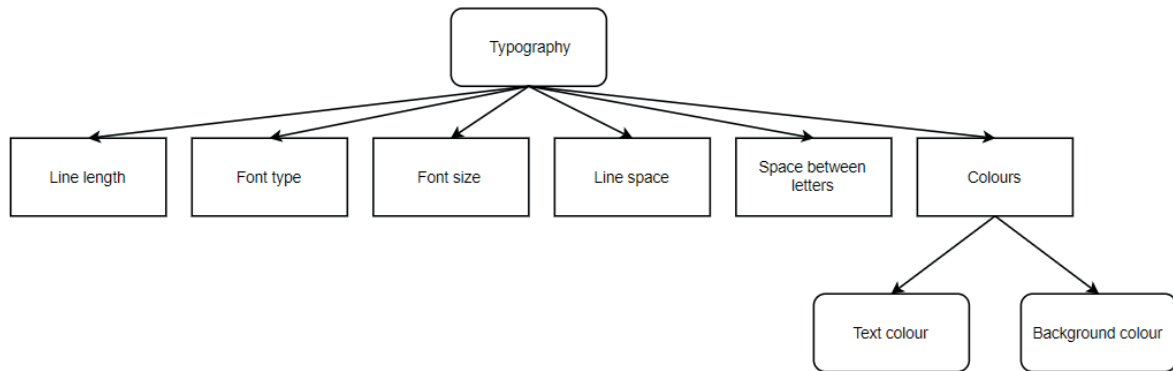 Typography
Line length
Font type
Font size
Line space
Space between
letters
Colours
Text colour
Background colour